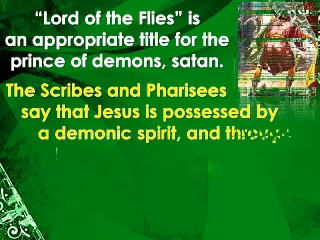 “Lord of the Flies” is
an appropriate title for the
prince of demons, satan.
The Scribes and Pharisees
say that Jesus is possessed by
a demonic spirit, and